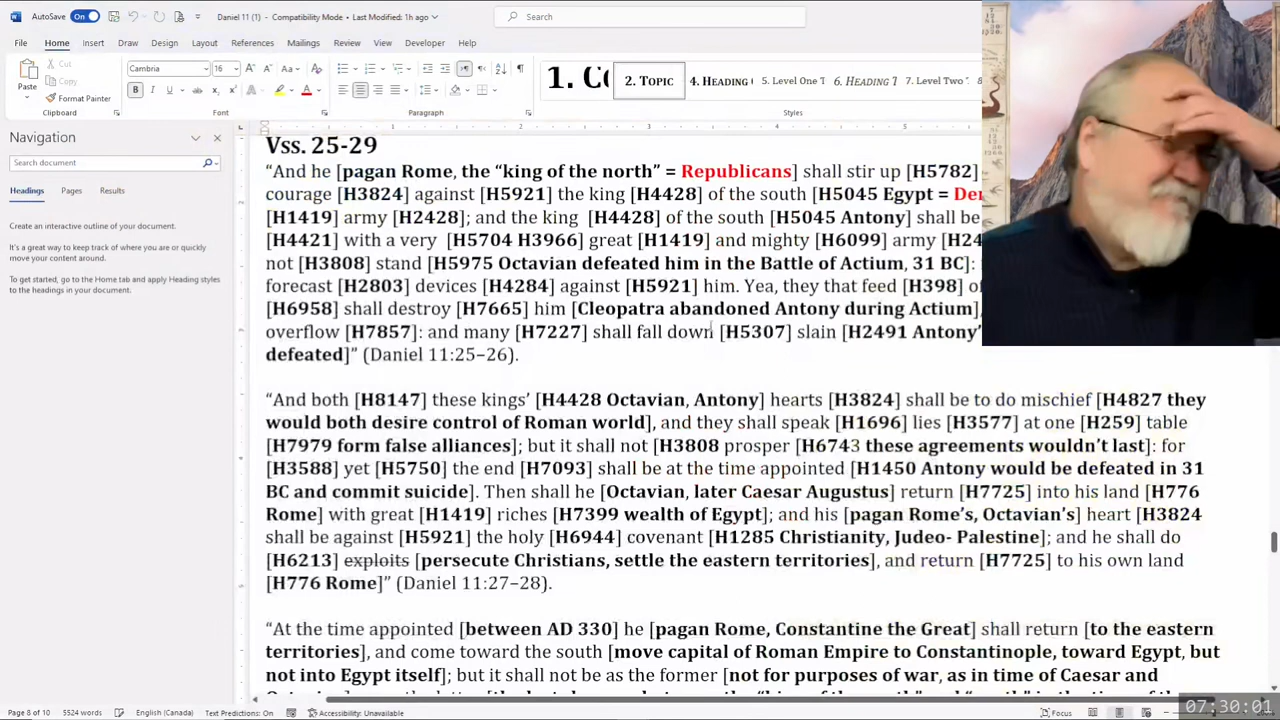 AutoSave On Daniel 11 (1) - Compatibility Mode • Last Modified: 1h ago Search
File Home Insert Draw Design Layout References Mailings Review View Developer Help
Paste Cut Copy Format Painter
Cambria 16
Clipboard Font Paragraph Styles
2. TOPIC 4. HEADING 5. Level One 6. HEADING 7. Level Two
Navigation
Search document
Headings Pages Results
Create an interactive outline of your document.
It's a great way to keep track of where you are or quickly
move your content around.
To get started, go to the Home tab and apply Heading styles
to the headings in your document.
Vss. 25-29
“And he [pagan Rome, the “king of the north” = Republicans] shall stir up [H5782]
courage [H3824] against [H5921] the king [H4428] of the south [H5045 Egypt =
[H1419] army [H2428]; and the king [H4428] of the south [H5045 Antony] shall be
[H4421] with a very [H5704 H3966] great [H1419] and mighty [H6099] army
not [H3808] stand [H5975 Octavian defeated him in the Battle of Actium, 31 BC]:
forecast [H2803] devices [H4284] against [H5921] him. Yea, they that feed [H398]
[H6958] shall destroy [H7665] him [Cleopatra abandoned Antony during Actium]
overflow [H7857]: and many [H7227] shall fall down [H5307] slain [H2491 Antony’
defeated]” (Daniel 11:25–26).
“And both [H8147] these kings’ [H4428 Octavian, Antony] hearts [H3824] shall be to do mischief [H4827 they
would both desire control of Roman world], and they shall speak [H1696] lies [H3577] at one [H259] table
[H7979 form false alliances]; but it shall not [H3808 prosper [H6743 these agreements wouldn’t last]: for
[H3588] yet [H5750] the end [H7093] shall be at the time appointed [H1450 Antony would be defeated in 31
BC and commit suicide]. Then shall he [Octavian, later Caesar Augustus] return [H7725] into his land [H776
Rome] with great [H1419] riches [H7399 wealth of Egypt]; and his [pagan Rome’s, Octavian’s] heart [H3824
shall be against [H5921] the holy [H6944] covenant [H1285 Christianity, Judeo- Palestine]; and he shall do
[H6213] exploits [persecute Christians, settle the eastern territories], and return [H7725] to his own land
[H776 Rome]” (Daniel 11:27–28).
“At the time appointed [between AD 330] he [pagan Rome, Constantine the Great] shall return [to the eastern
territories], and come toward the south [move capital of Roman Empire to Constantinople, toward Egypt, but
not into Egypt itself]; but it shall not be as the former [not for purposes of war, as in time of Caesar and
Page 8 of 10 5524 words English (Canada) Text Predictions: On Accessibility: Unavailable Focus
07:30:01